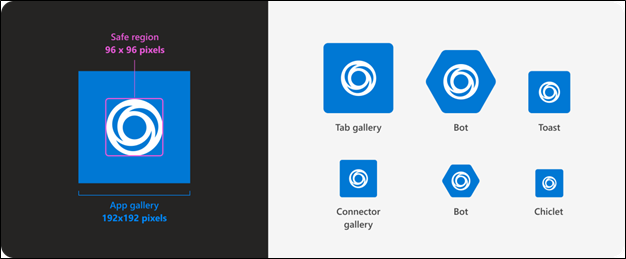 Safe region
96 x 96 pixels
App gallery
192x192 pixels
Tab gallery
Bot
Toast
Connector
gallery
Bot
Chiclet